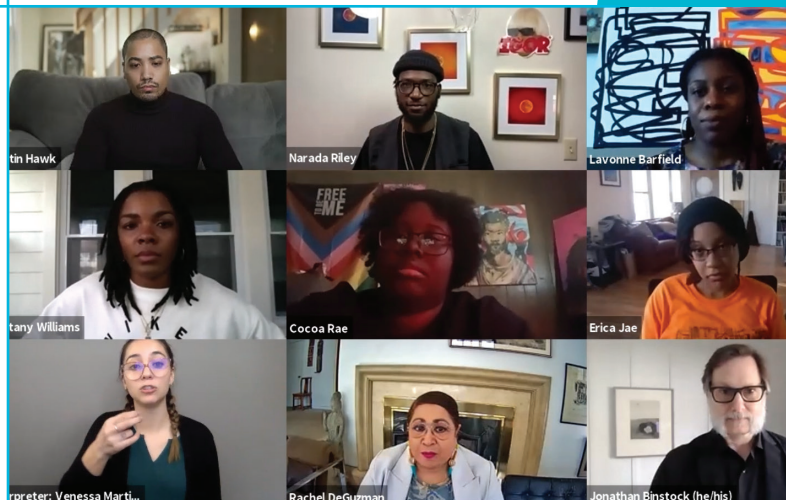 IGOR
tin Hawk
Narada Riley
Lavonne Barfield
FREE
ME
NIKE
tany Williams
Cocoa Rae
Erica Jae
rpreter: Venessa Marti...
Rachel DeGuzman
Jonathan Binstock (he/his)